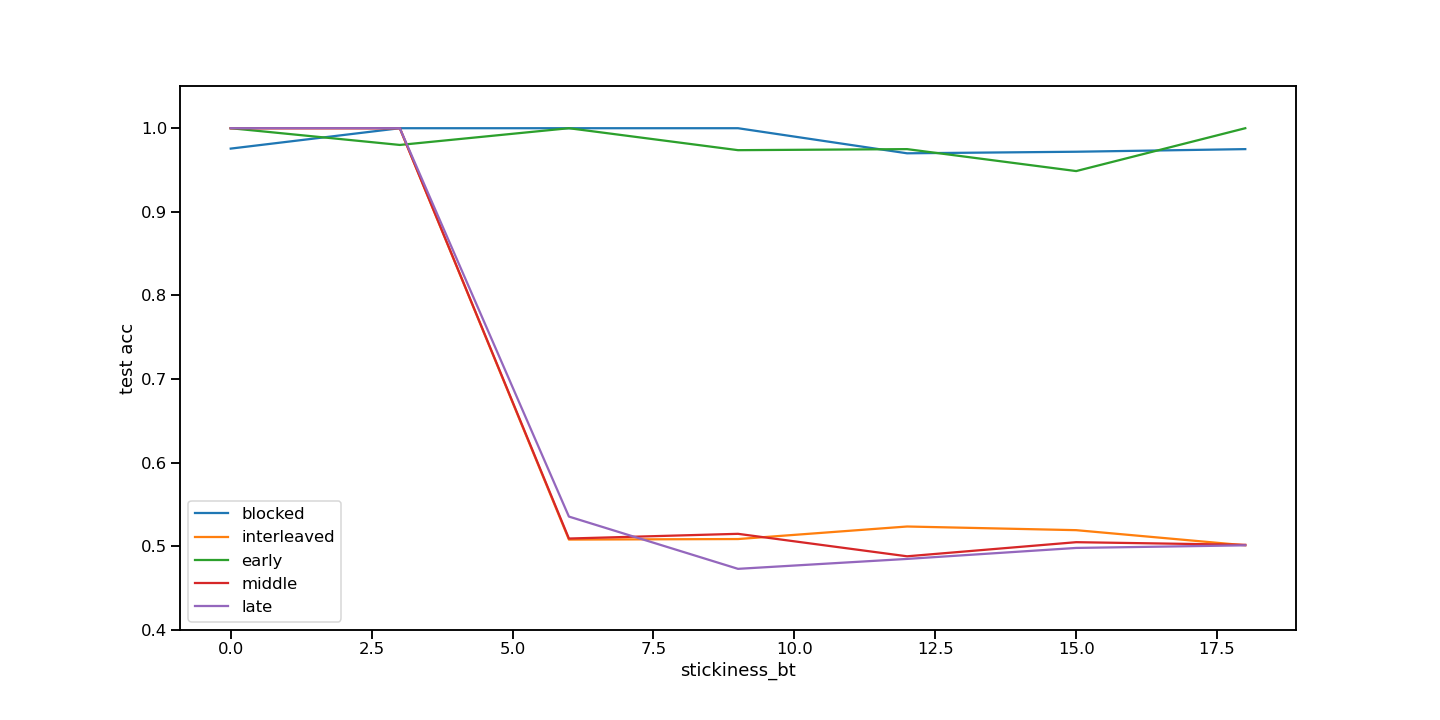 1.0
0.9
0.8
0.7
0.6
0.5
0.4
test acc
blocked
interleaved
early
middle
late
0.0 2.5 5.0 7.5 10.0 12.5 15.0 17.5
stickiness_bt